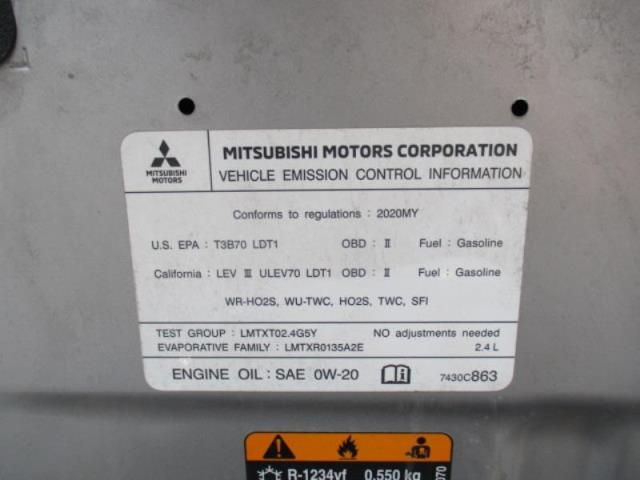 MITSUBISHI
MOTORS
MITSUBISHI MOTORS CORPORATION
VEHICLE EMISSION CONTROL INFORMATION
Conforms to regulations : 2020MY
U.S. EPA : T3B70 LDT1 OBD : Ⅱ Fuel : Gasoline
California : LEV Ⅲ ULEV70 LDT1 OBD : Ⅱ Fuel : Gasoline
WR-HO2S, WU-TWC, HO2S, TWC, SFI
TEST GROUP : LMTXT02.4G5Y NO adjustments needed
EVAPORATIVE FAMILY : LMTXR0135A2E 2.4 L
ENGINE OIL : SAE 0W-20 7430C863
R-1234yf 0.550 kg